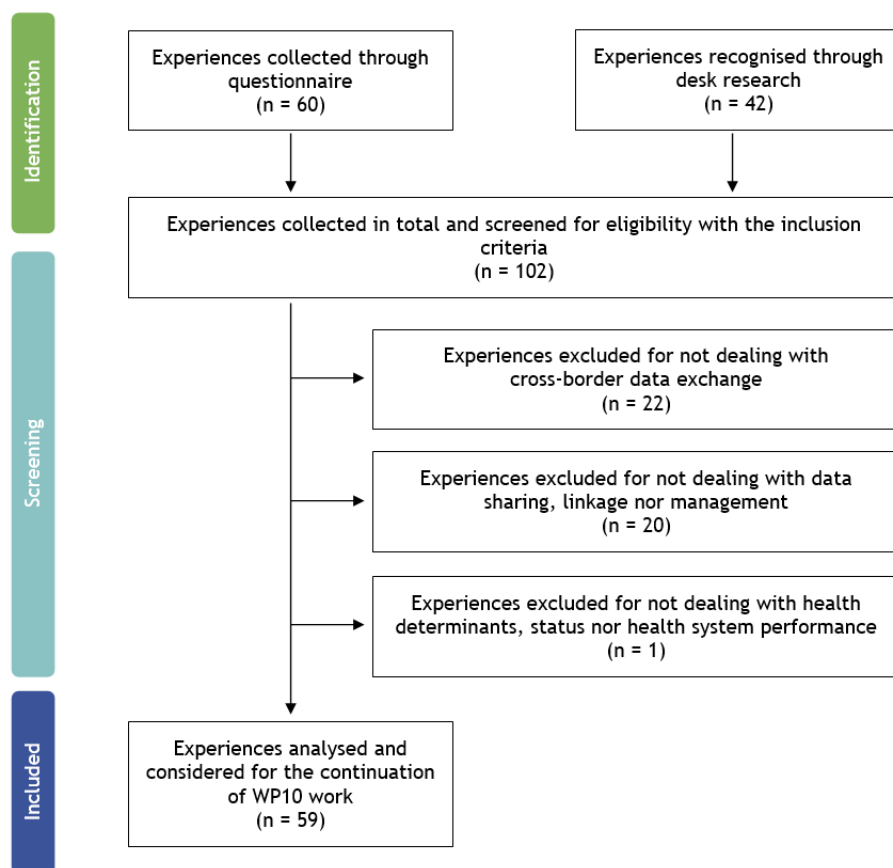 Identification
Experiences collected through
questionnaire
(n = 60)
Experiences recognised through
desk research
(n = 42)
Experiences collected in total and screened for eligibility with the inclusion
criteria
(n = 102)
Screening
Experiences excluded for not dealing with
cross-border data exchange
(n = 22)
Experiences excluded for not dealing with data
sharing, linkage nor management
(n = 20)
Experiences excluded for not dealing with health
determinants, status nor health system performance
(n = 1)
Included
Experiences analysed and
considered for the continuation
of WP10 work
(n = 59)